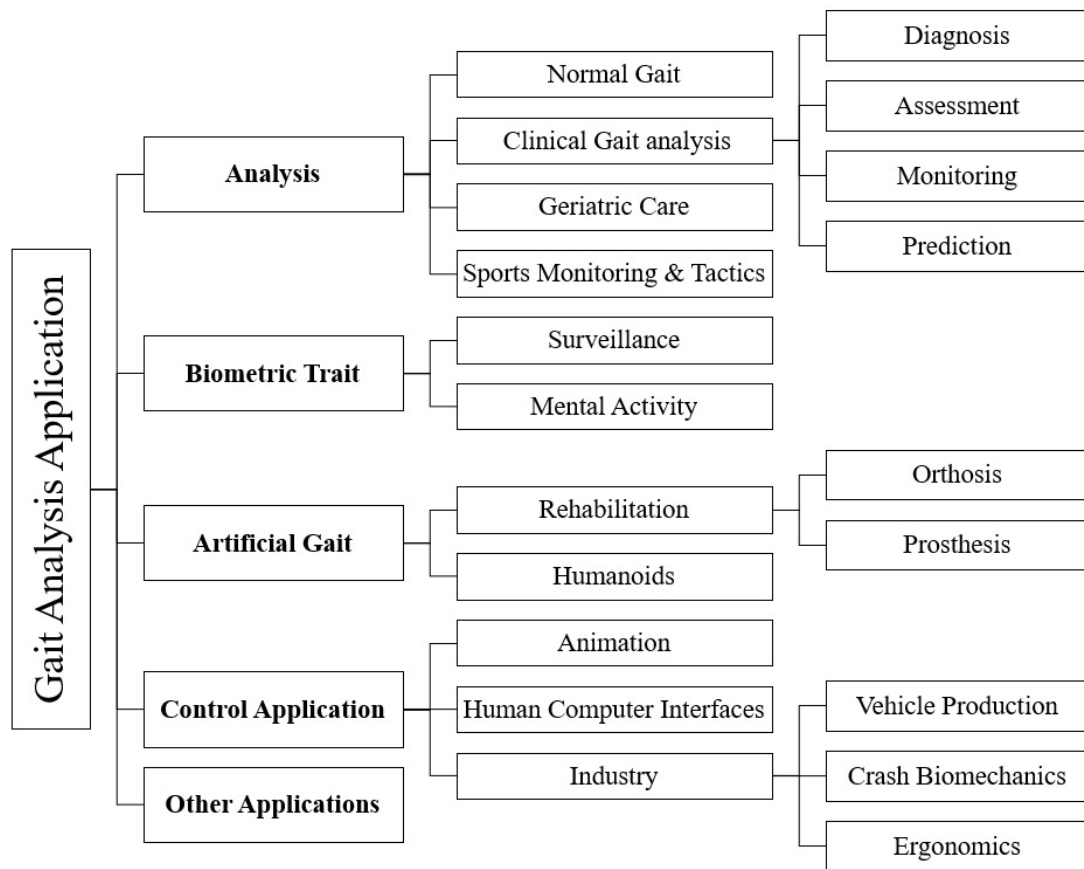 Gait Analysis Application
Analysis
Normal Gait
Clinical Gait analysis
Diagnosis
Assessment
Monitoring
Prediction
Geriatric Care
Sports Monitoring & Tactics
Biometric Trait
Surveillance
Mental Activity
Artificial Gait
Rehabilitation
Orthosis
Prosthesis
Humanoids
Control Application
Animation
Human Computer Interfaces
Industry
Vehicle Production
Crash Biomechanics
Ergonomics
Other Applications